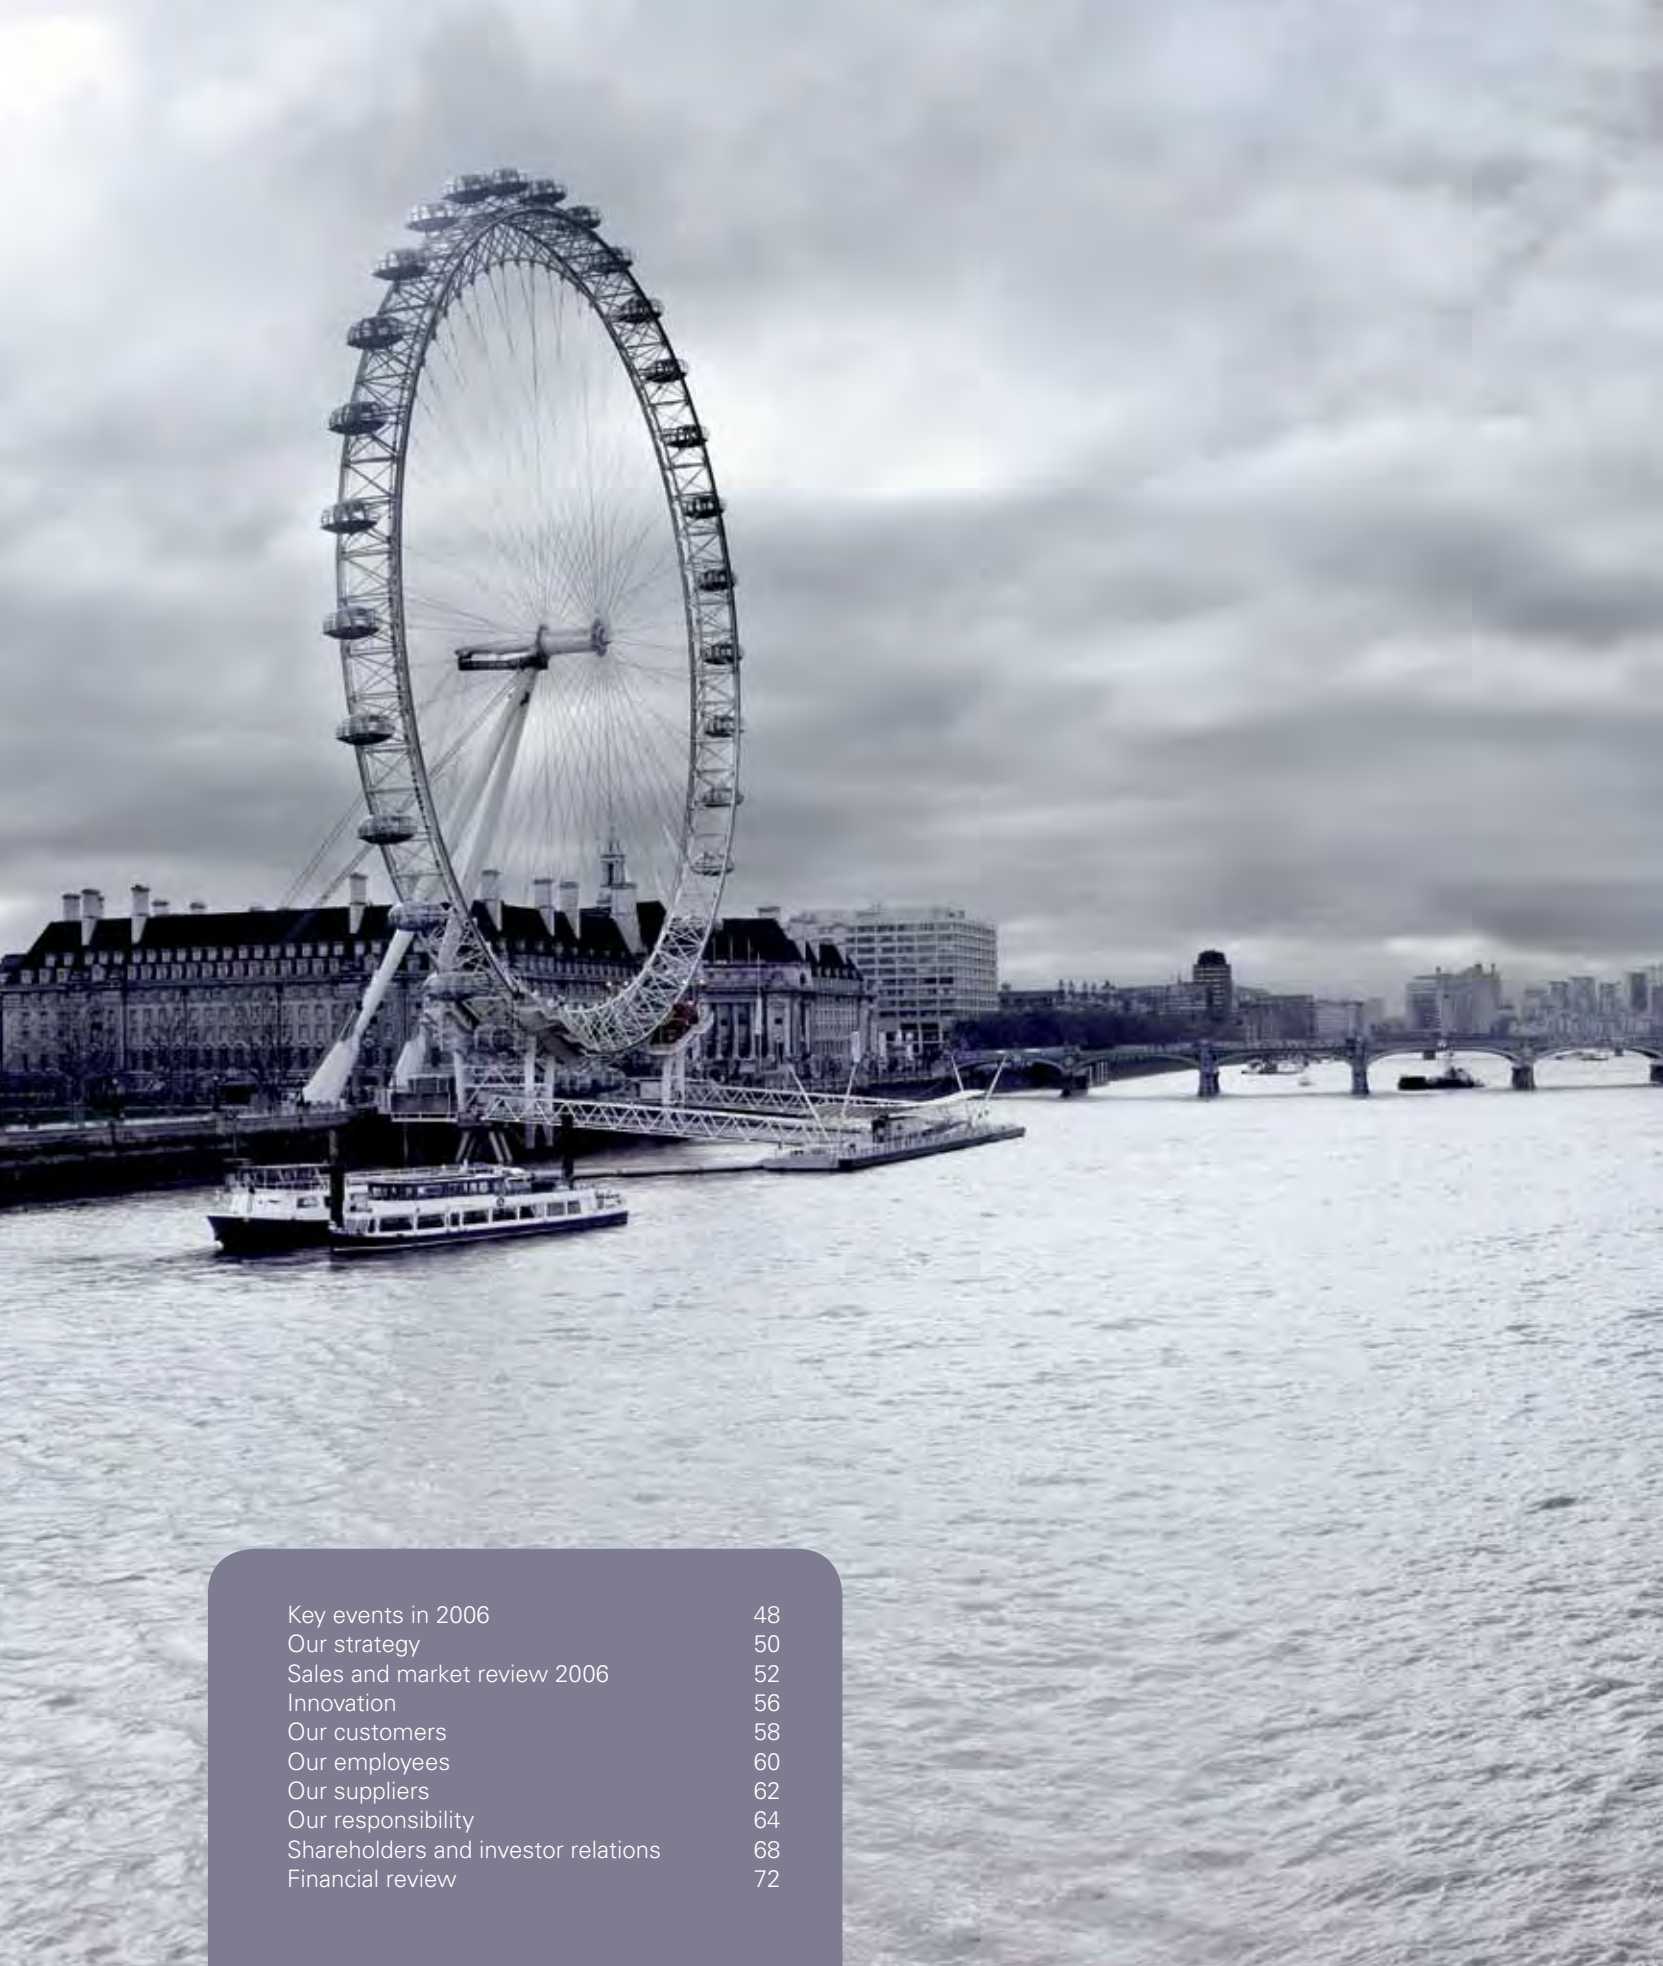 Key events in 2006 48
Our strategy 50
Sales and market review 2006 52
Innovation 56
Our customers 58
Our employees 60
Our suppliers 62
Our responsibility 64
Shareholders and investor relations 68
Financial review 72